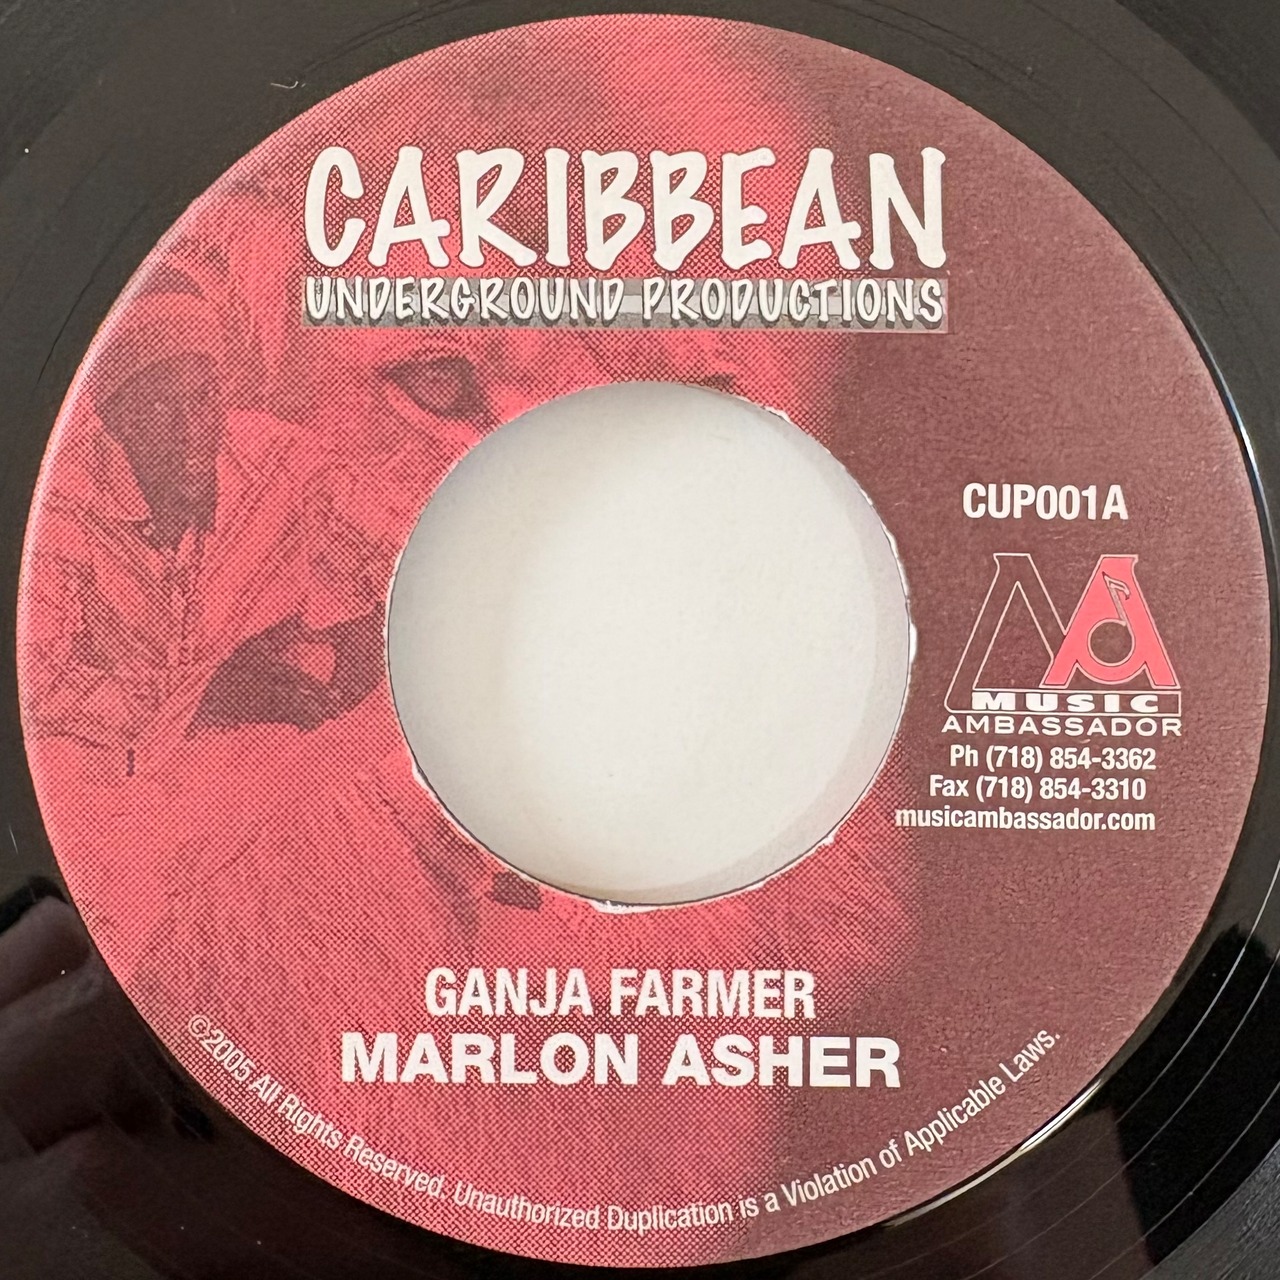 CARIBBEAN
UNDERGROUND PRODUCTIONS
CUP001A
MA
MUSIC
AMBASSADOR
Ph (718) 854-3362
Fax (718) 854-3310
musicambassador.com
GANJA FARMER
MARLON ASHER
©2005 All Rights Reserved. Unauthorized Duplication is a Violation of Applicable Laws.